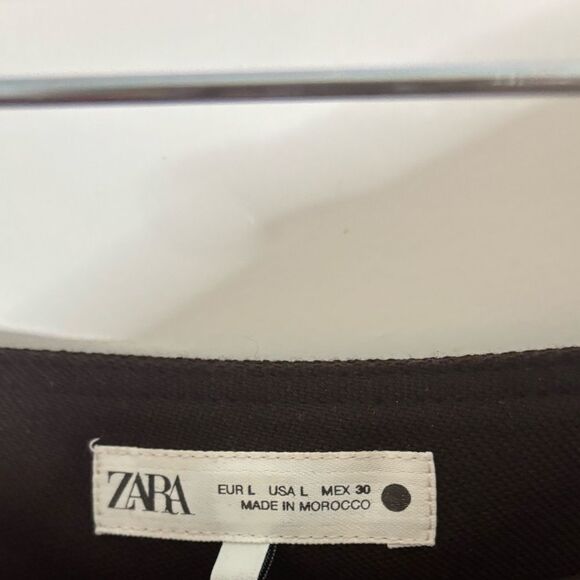 ZARA
EUR L USA L MEX 30
MADE IN MOROCCO